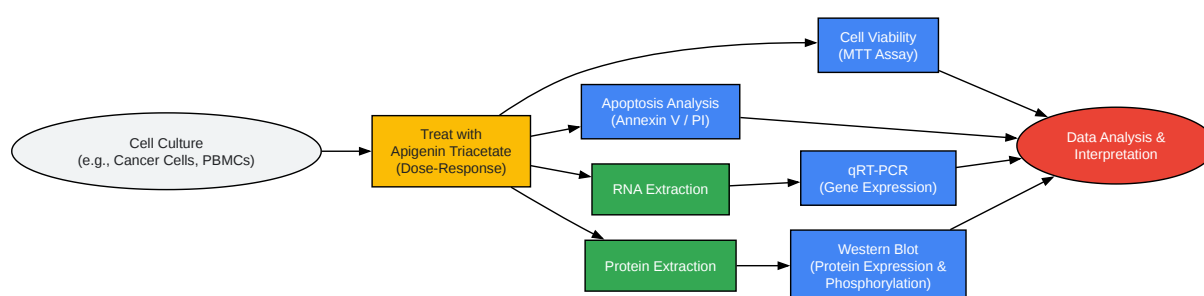 Cell Culture
(e.g., Cancer Cells, PBMCs)
Treat with
Apigenin Triacetate
(Dose-Response)
Cell Viability
(MTT Assay)
Apoptosis Analysis
(Annexin V / PI)
RNA Extraction
qRT-PCR
(Gene Expression)
Protein Extraction
Western Blot
(Protein Expression &
Phosphorylation)
Data Analysis &
Interpretation